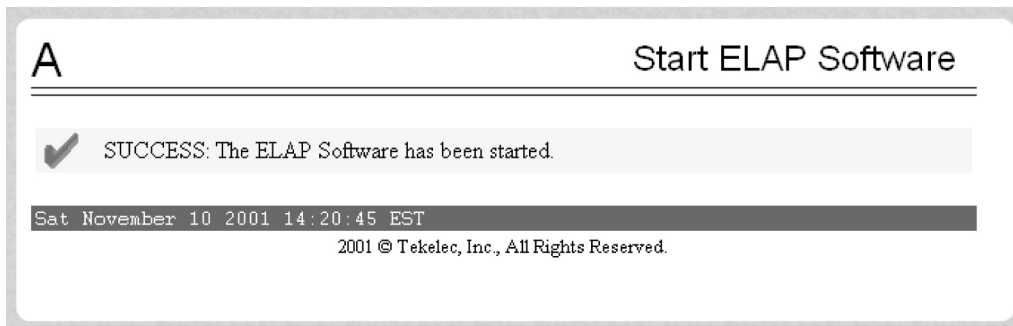 A
Start ELAP Software
SUCCESS: The ELAP Software has been started.
Sat November 10 2001 14:20:45 EST
2001 © Tekelec, Inc., All Rights Reserved.